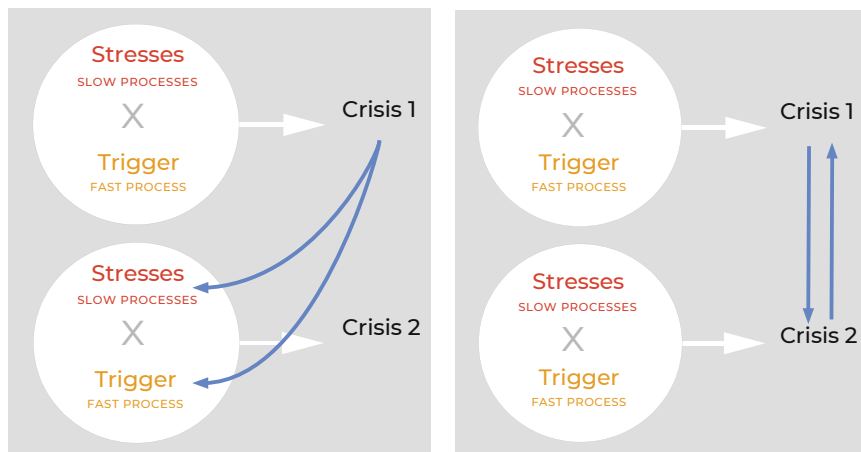 Stresses
SLOW PROCESSES
X
Trigger
FAST PROCESS
Crisis 1
Stresses
SLOW PROCESSES
X
Trigger
FAST PROCESS
Crisis 2
Stresses
SLOW PROCESSES
X
Trigger
FAST PROCESS
Crisis 1
Stresses
SLOW PROCESSES
X
Trigger
FAST PROCESS
Crisis 2